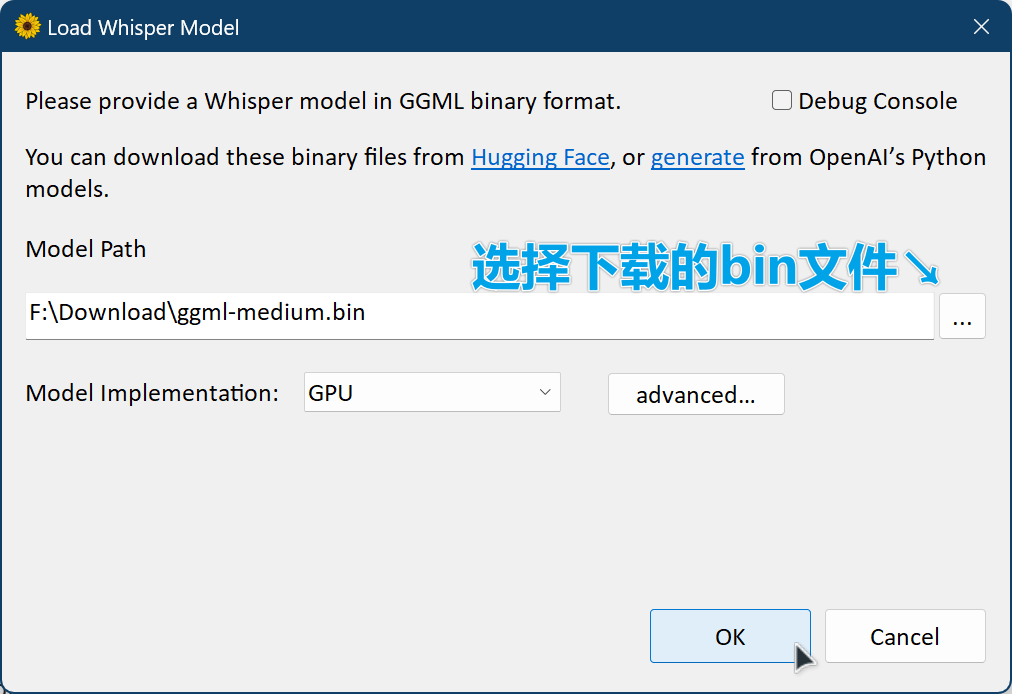 Load Whisper Model
Please provide a Whisper model in GGML binary format.
Debug Console
You can download these binary files from Hugging Face, or generate from OpenAI’s Python
models.
Model Path
选择下载的bin文件↘
F:\Download\ggml-medium.bin
...
Model Implementation:
GPU
advanced...
OK
Cancel